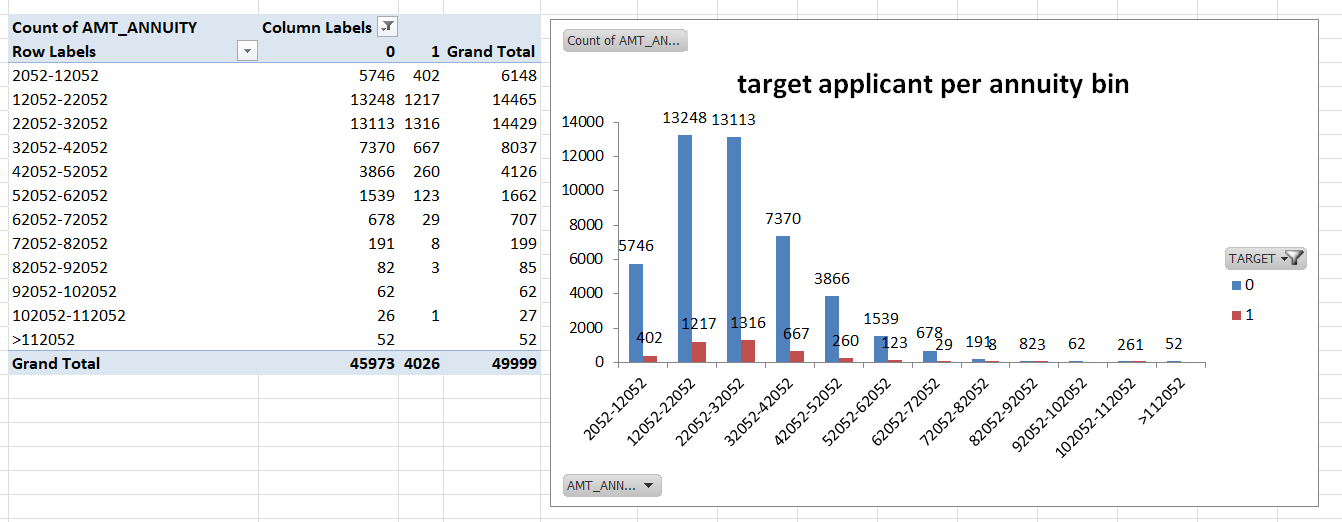 Count of AMT_ANNUITY Column Labels
Row Labels 0 1 Grand Total
2052-12052 5746 402 6148
12052-22052 13248 1217 14465
22052-32052 13113 1316 14429
32052-42052 7370 667 8037
42052-52052 3866 260 4126
52052-62052 1539 123 1662
62052-72052 678 29 707
72052-82052 191 8 199
82052-92052 82 3 85
92052-102052 62 62
102052-112052 26 1 27
>112052 52 52
Grand Total 45973 4026 49999
Count of AMT_AN...
target applicant per annuity bin
14000
12000
10000
8000
6000
4000
2000
0
5746 402
13248 1217
13113 1316
7370 667
3866 260
1539 123
678 29
191 8
823
62
261
52
2052-12052
12052-22052
22052-32052
32052-42052
42052-52052
52052-62052
62052-72052
72052-82052
82052-92052
92052-102052
102052-112052
>112052
TARGET
0
1
AMT_ANN...